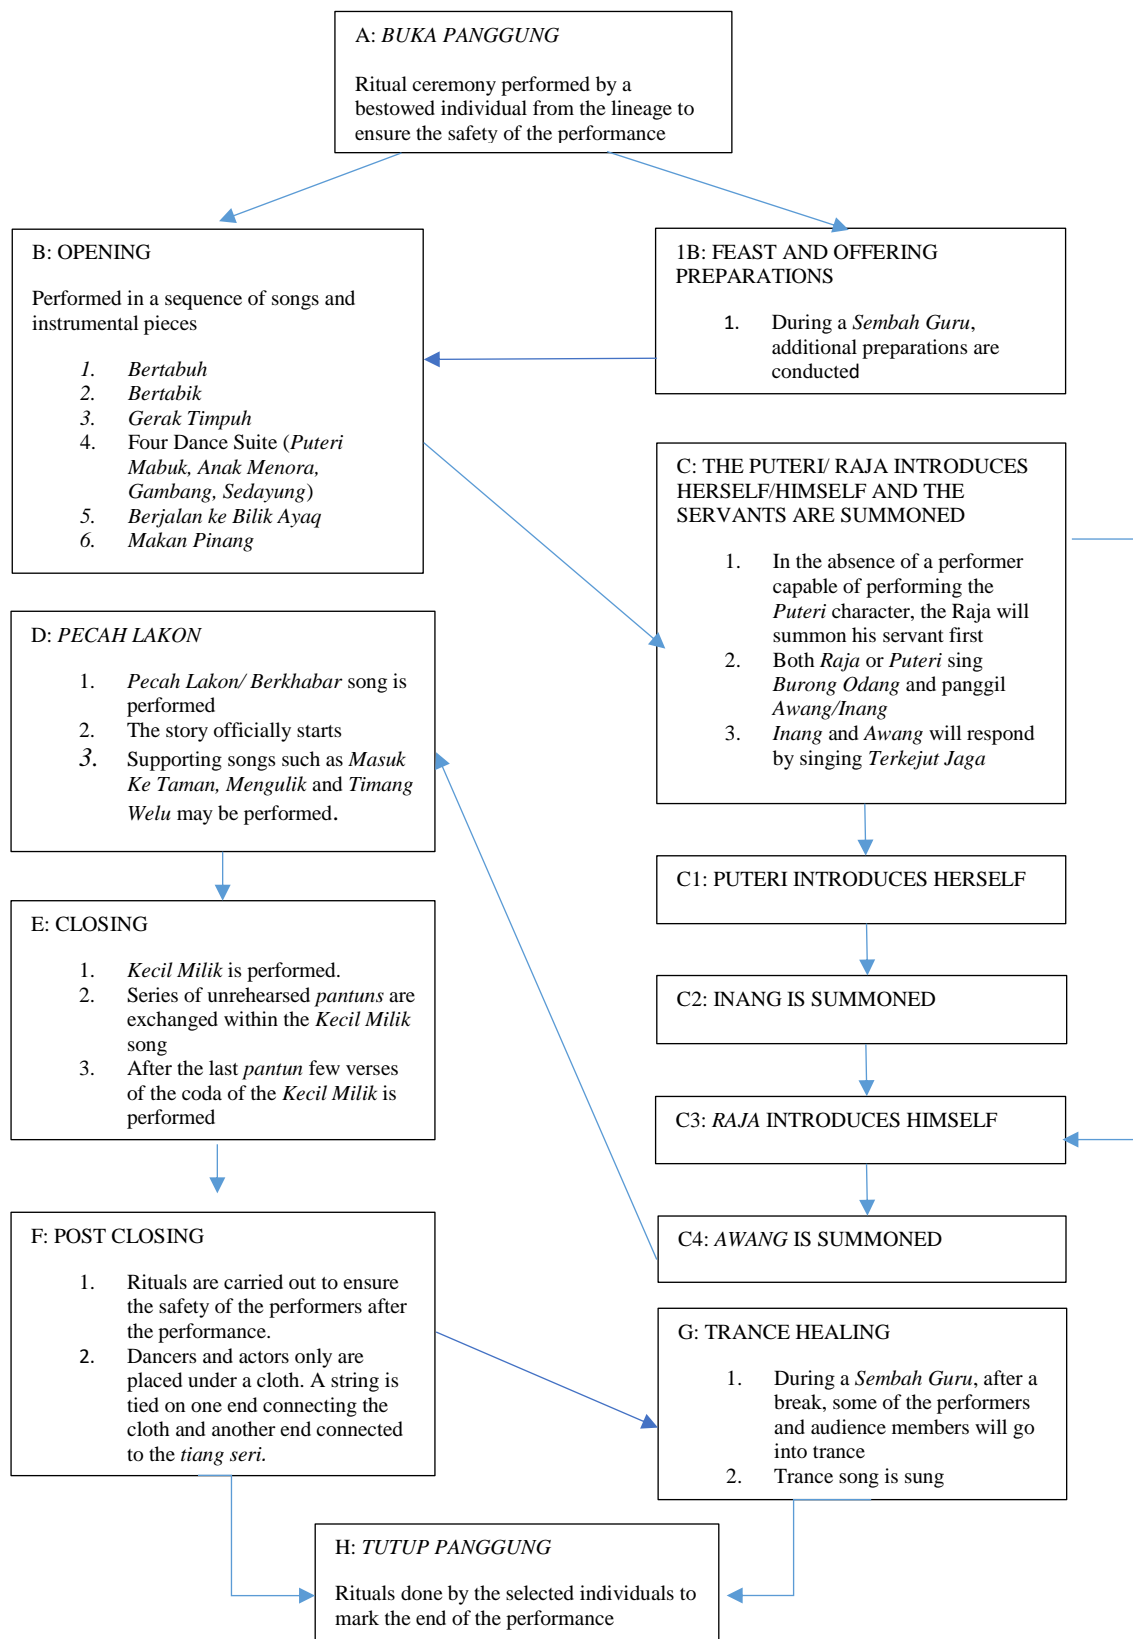 A: BUKA PANGGUNG
Ritual ceremony performed by a
bestowed individual from the lineage to
ensure the safety of the performance
B: OPENING
Performed in a sequence of songs and
instrumental pieces
1. Bertabuh
2. Bertabik
3. Gerak Timpuh
4. Four Dance Suite (Puteri
Mabuk, Anak Menora,
Gambang, Sedayung)
5. Berjalan ke Bilik Ayaq
6. Makan Pinang
1B: FEAST AND OFFERING
PREPARATIONS
1. During a Sembah Guru,
additional preparations are
conducted
C: THE PUTERI/ RAJA INTRODUCES
HERSELF/HIMSELF AND THE
SERVANTS ARE SUMMONED
1. In the absence of a performer
capable of performing the
Puteri character, the Raja will
summon his servant first
2. Both Raja or Puteri sing
Burong Odang and panggil
Awang/Inang
3. Inang and Awang will respond
by singing Terkejut Jaga
C1: PUTERI INTRODUCES HERSELF
C2: INANG IS SUMMONED
C3: RAJA INTRODUCES HIMSELF
C4: AWANG IS SUMMONED
D: PECAH LAKON
1. Pecah Lakon/ Berkhabar song is
performed
2. The story officially starts
3. Supporting songs such as Masuk
Ke Taman, Mengulik and Timang
Welu may be performed.
E: CLOSING
1. Kecil Milik is performed.
2. Series of unrehearsed pantuns are
exchanged within the Kecil Milik
song
3. After the last pantun few verses
of the coda of the Kecil Milik is
performed
F: POST CLOSING
1. Rituals are carried out to ensure
the safety of the performers after
the performance.
2. Dancers and actors only are
placed under a cloth. A string is
tied on one end connecting the
cloth and another end connected
to the tiang seri.
G: TRANCE HEALING
1. During a Sembah Guru, after a
break, some of the performers
and audience members will go
into trance
2. Trance song is sung
H: TUTUP PANGGUNG
Rituals done by the selected individuals to
mark the end of the performance